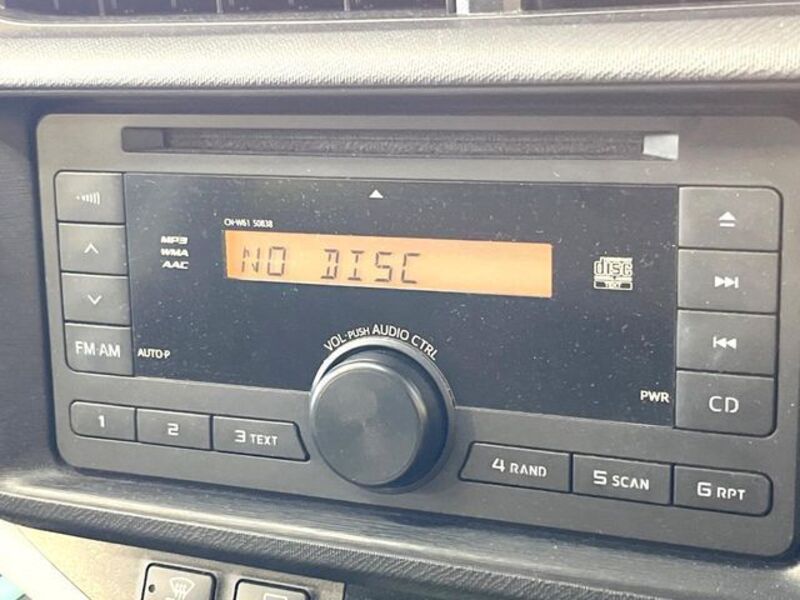 CN-W61 50838
MP3
WMA
AAC
NO DISC
disc
TEXT
VOL•PUSH AUDIO CTRL
FM•AM
AUTO•P
PWR
CD
1
2
3 TEXT
4 RAND
5 SCAN
6 RPT